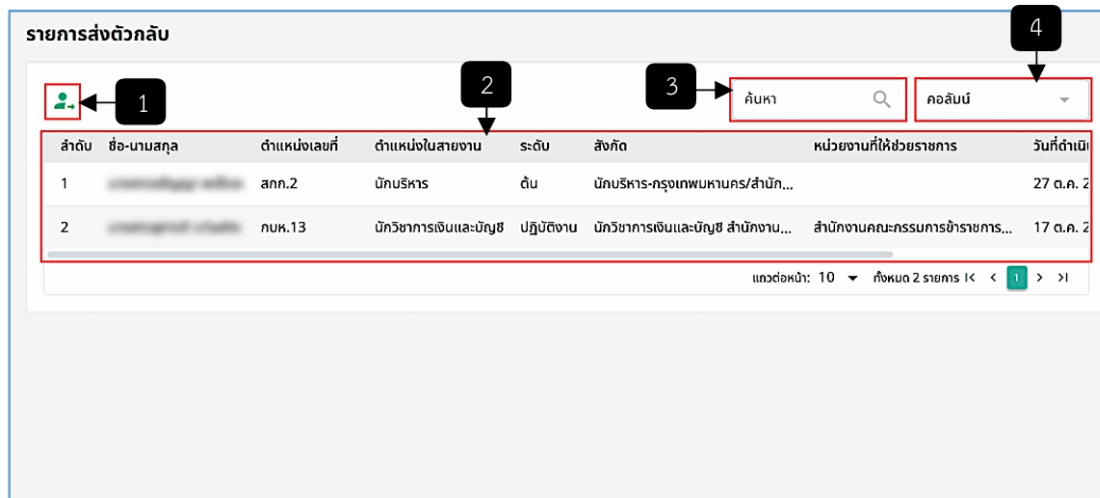 รายการส่งตัวกลับ
4
1
2
3
ค้นหา
คอลัมน์
ลำดับ ชื่อ-นามสกุล ตำแหน่งเลขที่ ตำแหน่งในสายงาน ระดับ สังกัด หน่วยงานที่ให้ช่วยราชการ วันที่ดำเนิ
1 สกก.2 นักบริหาร ต้น นักบริหาร-กรุงเทพมหานคร/สำนัก... 27 ต.ค. 2
2 กบห.13 นักวิชาการเงินและบัญชี ปฏิบัติงาน นักวิชาการเงินและบัญชี สำนักงาน... สำนักงานคณะกรรมการข้าราชการ... 17 ต.ค. 2
แถวต่อหน้า: 10 ทั้งหมด 2 รายการ 1